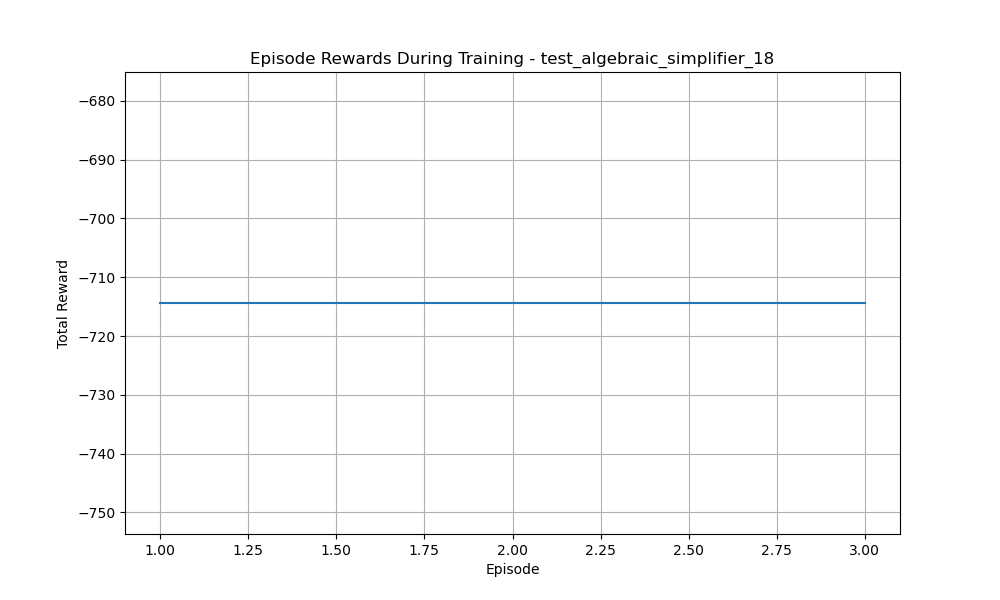 Episode Rewards During Training - test_algebraic_simplifier_18
−680
−690
−700
−710
−720
−730
−740
−750
Total Reward
1.00 1.25 1.50 1.75 2.00 2.25 2.50 2.75 3.00
Episode